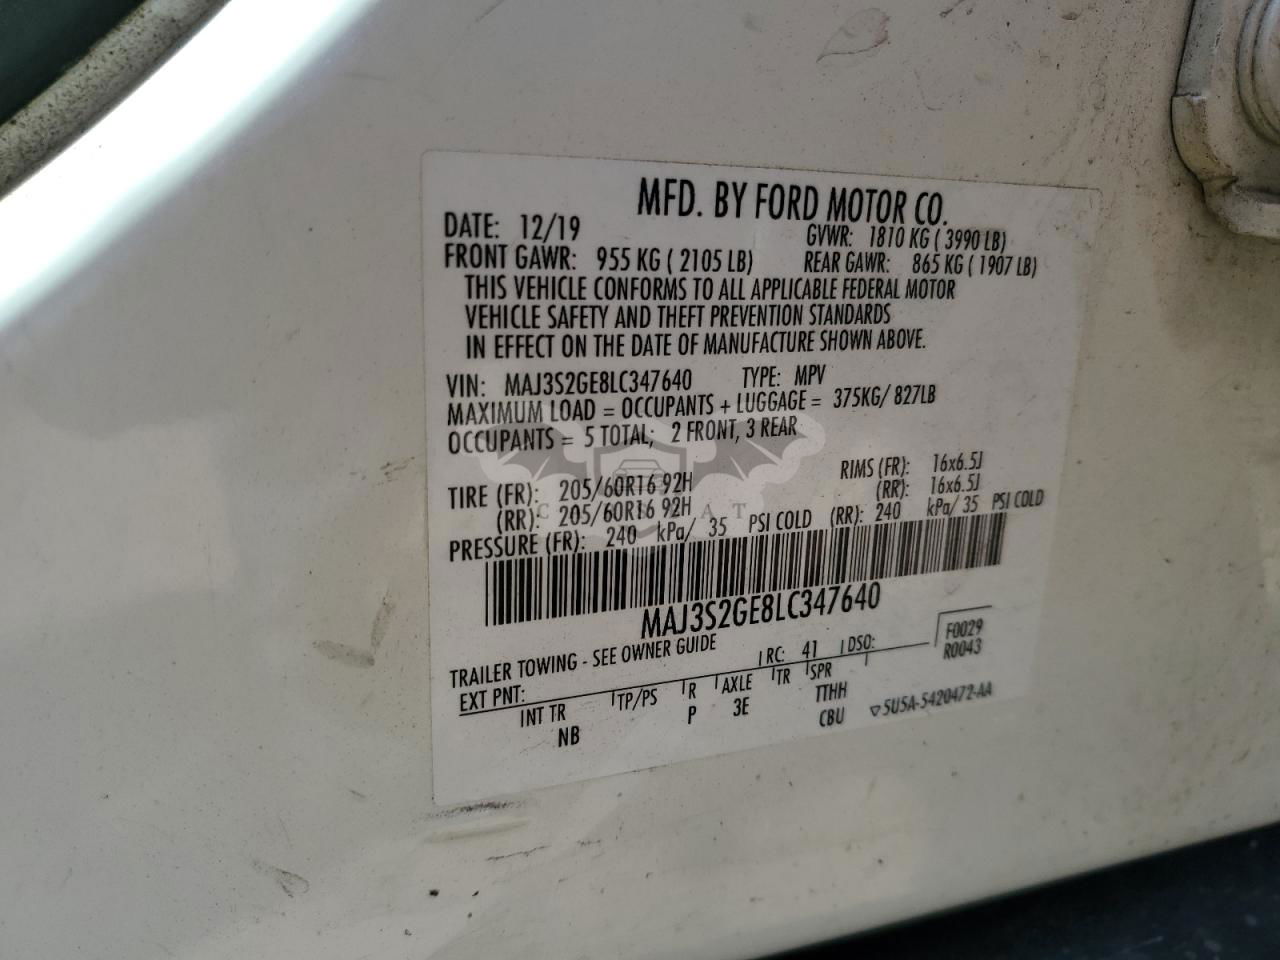 MFD. BY FORD MOTOR CO.
DATE: 12/19 GVWR: 1810 KG ( 3990 LB)
FRONT GAWR: 955 KG ( 2105 LB) REAR GAWR: 865 KG ( 1907 LB)
THIS VEHICLE CONFORMS TO ALL APPLICABLE FEDERAL MOTOR
VEHICLE SAFETY AND THEFT PREVENTION STANDARDS
IN EFFECT ON THE DATE OF MANUFACTURE SHOWN ABOVE.
VIN: MAJ3S2GE8LC347640 TYPE: MPV
MAXIMUM LOAD = OCCUPANTS + LUGGAGE = 375KG/ 827LB
OCCUPANTS = 5 TOTAL; 2 FRONT, 3 REAR
TIRE (FR): 205/60R16 92H RIMS (FR): 16x6.5J
(RR): 205/60R16 92H (RR): 16x6.5J
PRESSURE (FR): 240 kPa/ 35 PSI COLD (RR): 240 kPa/ 35 PSI COLD
MAJ3S2GE8LC347640
TRAILER TOWING - SEE OWNER GUIDE
EXT PNT: RC: 41 DSO: F0029
R0043
INT TR TP/PS R AXLE TR SPR
NB P 3E TTHH
CBU ▽5U5A-5420472-AA